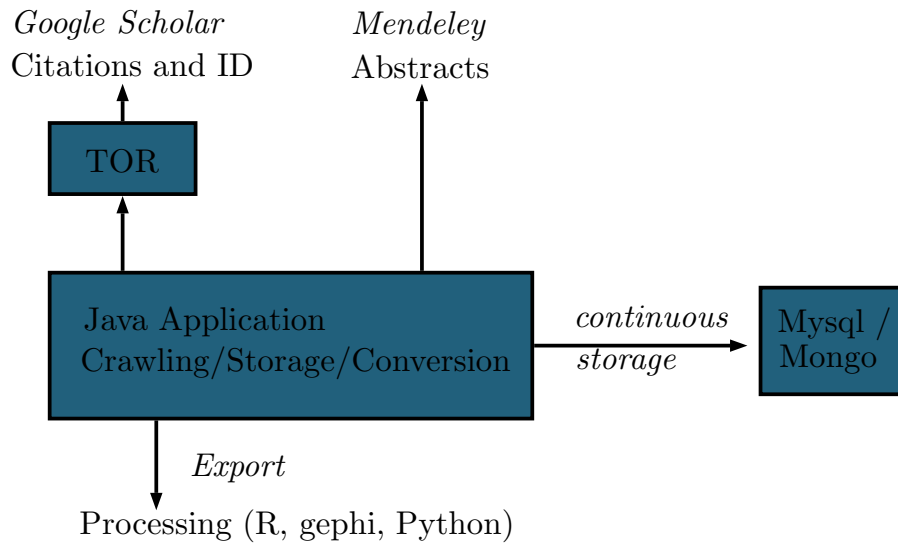 Google Scholar
Citations and ID
Mendeley
Abstracts
TOR
Java Application
Crawling/Storage/Conversion
continuous
storage
Mysql /
Mongo
Export
Processing (R, gephi, Python)